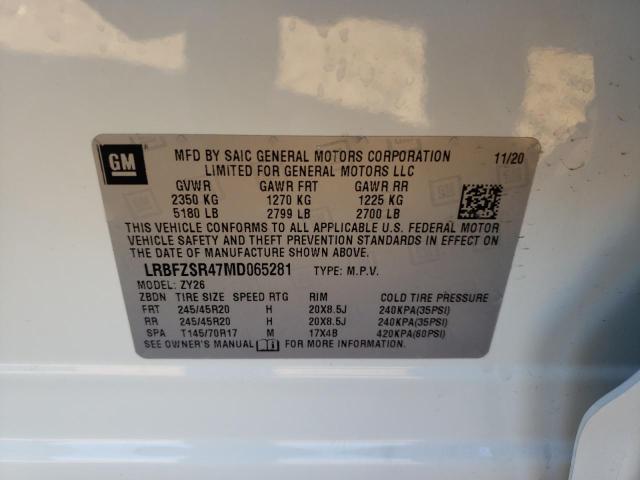 GM
MFD BY SAIC GENERAL MOTORS CORPORATION 11/20
LIMITED FOR GENERAL MOTORS LLC
GVWR GAWR FRT GAWR RR
2350 KG 1270 KG 1225 KG
5180 LB 2799 LB 2700 LB
THIS VEHICLE CONFORMS TO ALL APPLICABLE U.S. FEDERAL MOTOR
VEHICLE SAFETY AND THEFT PREVENTION STANDARDS IN EFFECT ON
THE DATE OF MANUFACTURE SHOWN ABOVE.
LRBFZSR47MD065281 TYPE: M.P.V.
MODEL: ZY26
ZBDN TIRE SIZE SPEED RTG RIM COLD TIRE PRESSURE
FRT 245/45R20 H 20X8.5J 240KPA(35PSI)
RR 245/45R20 H 20X8.5J 240KPA(35PSI)
SPA T145/70R17 M 17X4B 420KPA(60PSI)
SEE OWNER'S MANUAL FOR MORE INFORMATION.